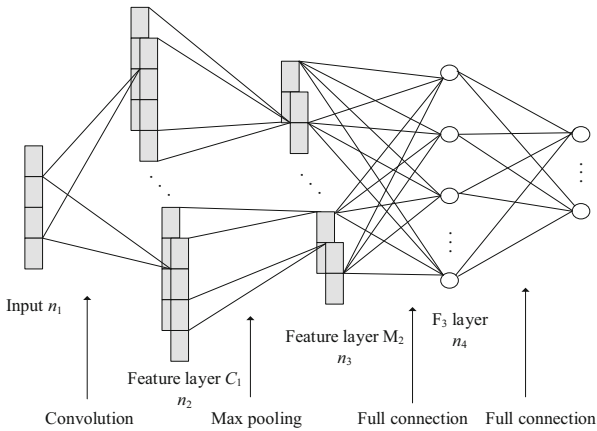 Input n₁
F₃ layer
n₄
Feature layer M₂
n₃
Feature layer C₁
n₂
Convolution
Max pooling
Full connection
Full connection